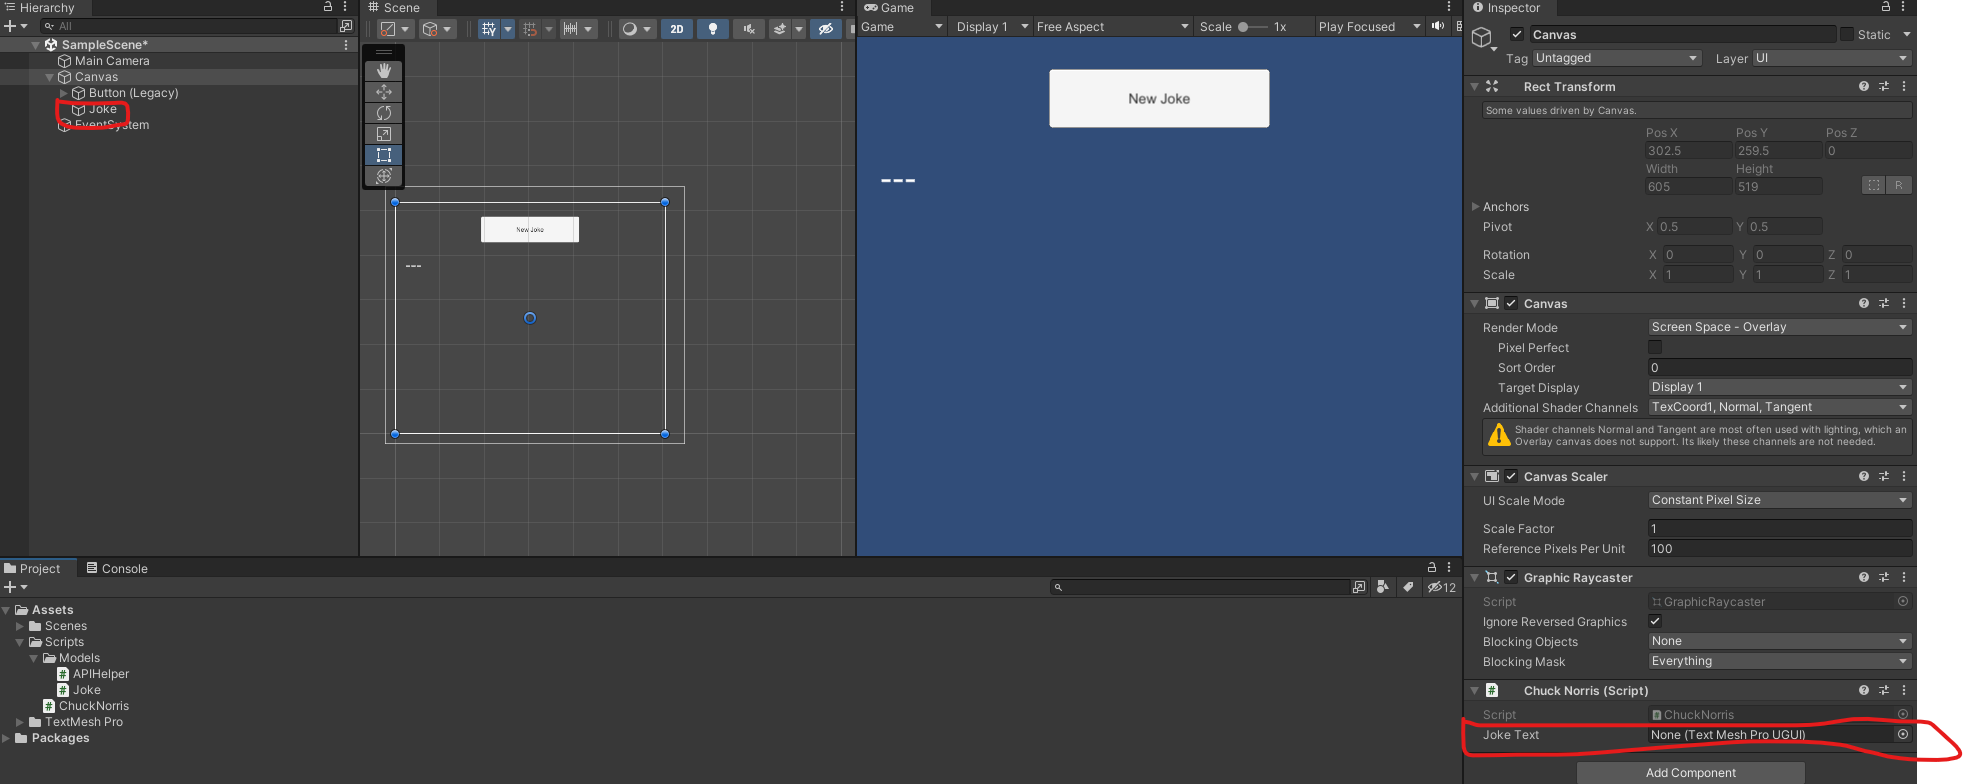 Hierarchy
All
SampleScene*
Main Camera
Canvas
Button (Legacy)
Joke
EventSystem
Scene
2D
New Joke
---
Game
Game
Display 1
Free Aspect
Scale
1x
Play Focused
New Joke
---
Project
Console
12
Assets
Scenes
Scripts
Models
APIHelper
Joke
ChuckNorris
TextMesh Pro
Packages
Inspector
Canvas
Static
Tag Untagged Layer UI
Rect Transform
Some values driven by Canvas.
Pos X Pos Y Pos Z
302.5 259.5 0
Width Height
605 519
R
Anchors
Pivot X 0.5 Y 0.5
Rotation X 0 Y 0 Z 0
Scale X 1 Y 1 Z 1
Canvas
Render Mode Screen Space - Overlay
Pixel Perfect
Sort Order 0
Target Display Display 1
Additional Shader Channels TexCoord1, Normal, Tangent
Shader channels Normal and Tangent are most often used with lighting, which an
Overlay canvas does not support. Its likely these channels are not needed.
Canvas Scaler
UI Scale Mode Constant Pixel Size
Scale Factor 1
Reference Pixels Per Unit 100
Graphic Raycaster
Script GraphicRaycaster
Ignore Reversed Graphics
Blocking Objects None
Blocking Mask Everything
Chuck Norris (Script)
Script ChuckNorris
Joke Text None (Text Mesh Pro UGUI)
Add Component